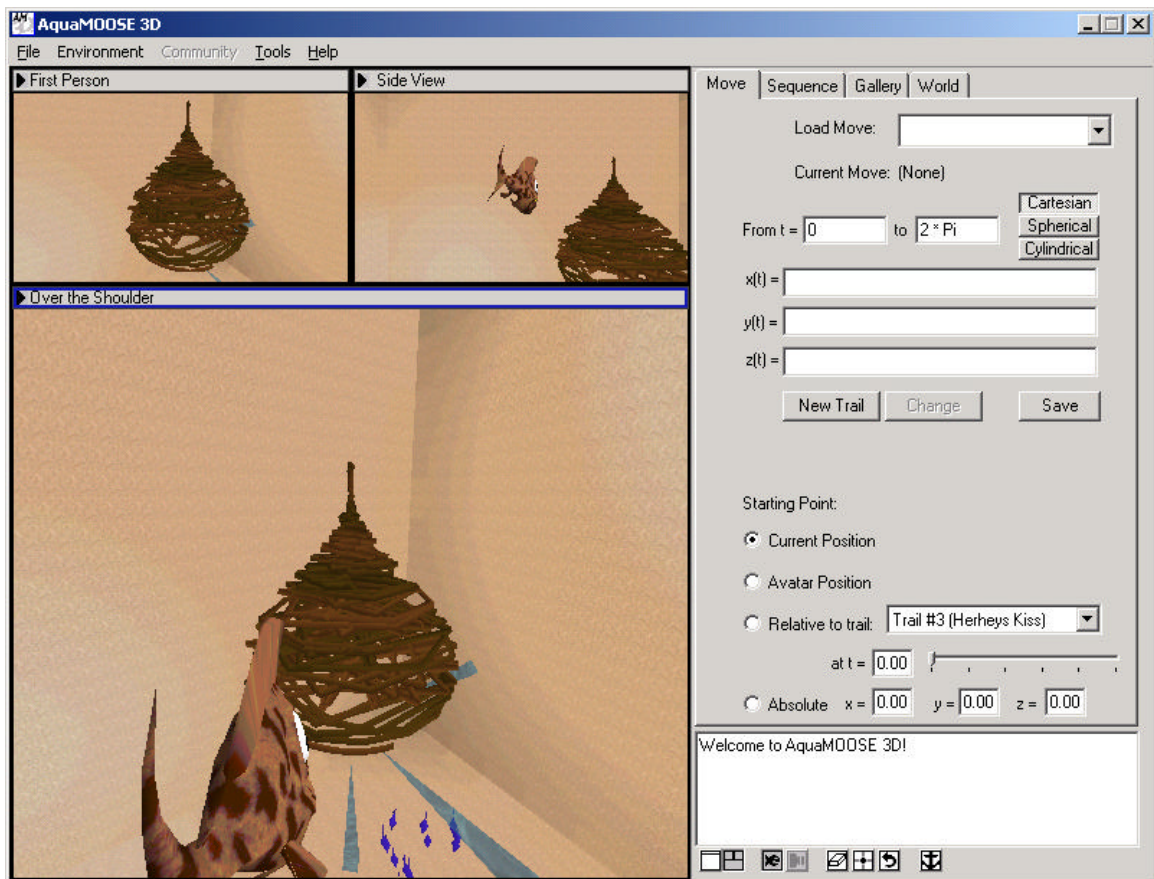 AquaMOOSE 3D
File Environment Community Tools Help
First Person
Side View
Over the Shoulder
Move Sequence Gallery World
Load Move:
Current Move: (None)
Cartesian
From t = 0 to 2 * Pi Spherical
Cylindrical
x(t) =
y(t) =
z(t) =
New Trail Change Save
Starting Point:
Current Position
Avatar Position
Relative to trail: Trail #3 (Herheys Kiss)
at t = 0.00
Absolute x = 0.00 y = 0.00 z = 0.00
Welcome to AquaMOOSE 3D!